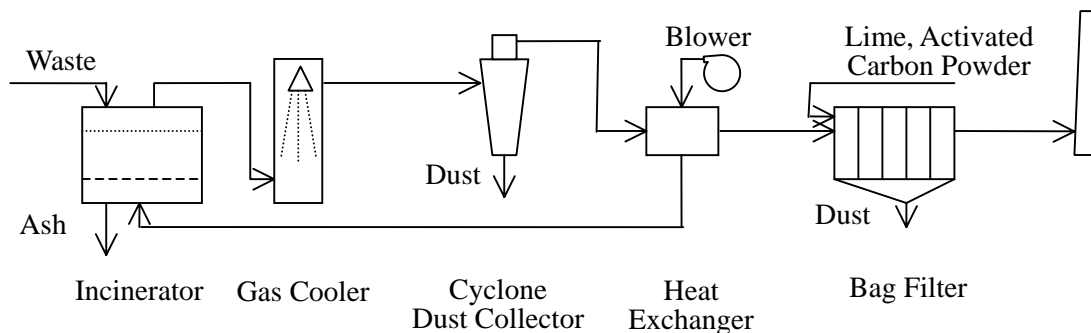 Waste
Blower
Lime, Activated
Carbon Powder
Dust
Ash
Dust
Incinerator
Gas Cooler
Cyclone
Dust Collector
Heat
Exchanger
Bag Filter